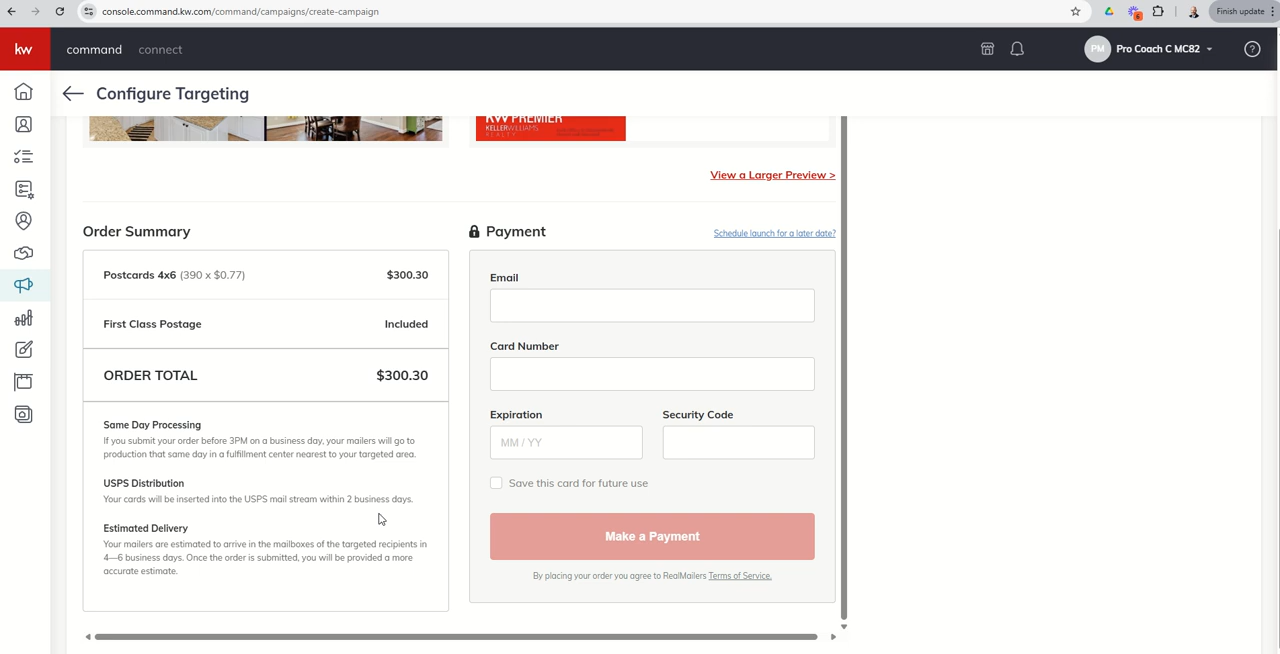 console.command.kw.com/command/campaigns/create-campaign
6
Finish update
kw
command
connect
PM
Pro Coach C MC82
?
Configure Targeting
KW PREMIER
KELLERWILLIAMS
REALTY
View a Larger Preview >
Order Summary
Payment
Schedule launch for a later date?
Postcards 4x6 (390 x $0.77) $300.30
First Class Postage Included
ORDER TOTAL $300.30
Same Day Processing
If you submit your order before 3PM on a business day, your mailers will go to
production that same day in a fulfillment center nearest to your targeted area.
USPS Distribution
Your cards will be inserted into the USPS mail stream within 2 business days.
Estimated Delivery
Your mailers are estimated to arrive in the mailboxes of the targeted recipients in
4—6 business days. Once the order is submitted, you will be provided a more
accurate estimate.
Email
Card Number
Expiration
Security Code
MM / YY
Save this card for future use
Make a Payment
By placing your order you agree to RealMailers Terms of Service.